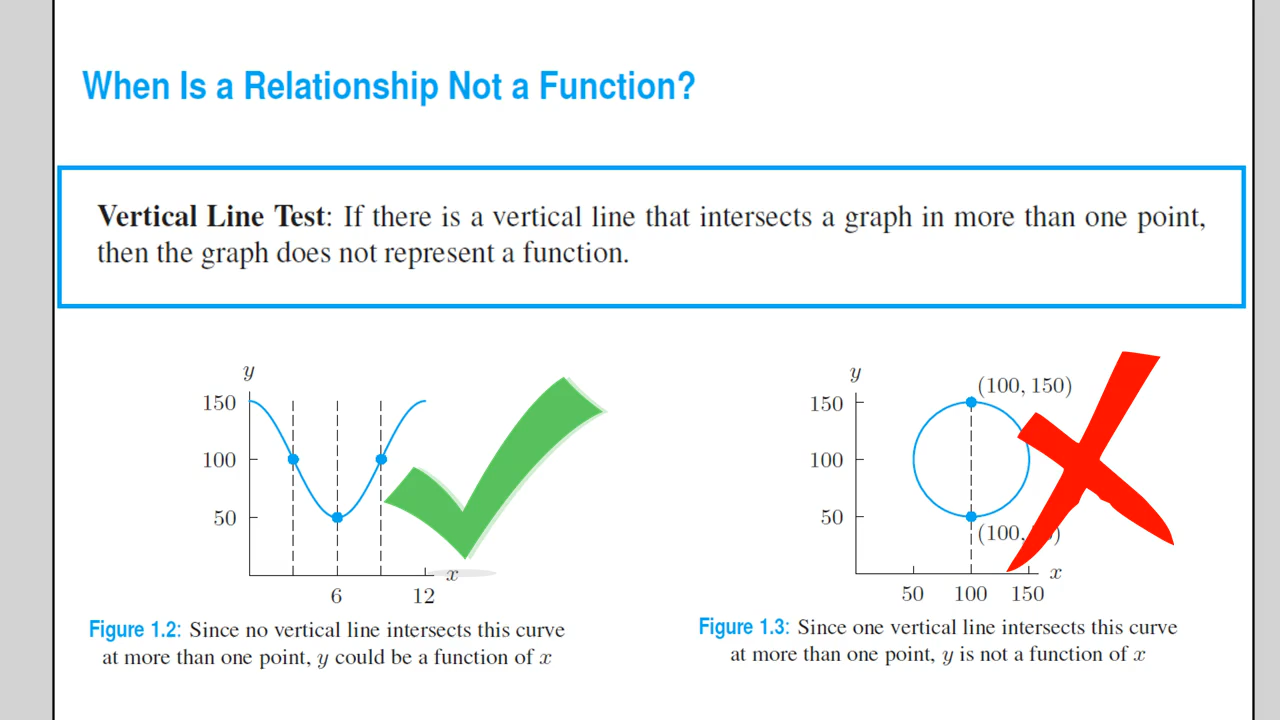 When Is a Relationship Not a Function?
Vertical Line Test: If there is a vertical line that intersects a graph in more than one point,
then the graph does not represent a function.
y
150
100
50
6
12
x
y
150
100
50
50
100
150
x
(100, 150)
(100,
Figure 1.2: Since no vertical line intersects this curve
at more than one point, y could be a function of x
Figure 1.3: Since one vertical line intersects this curve
at more than one point, y is not a function of x